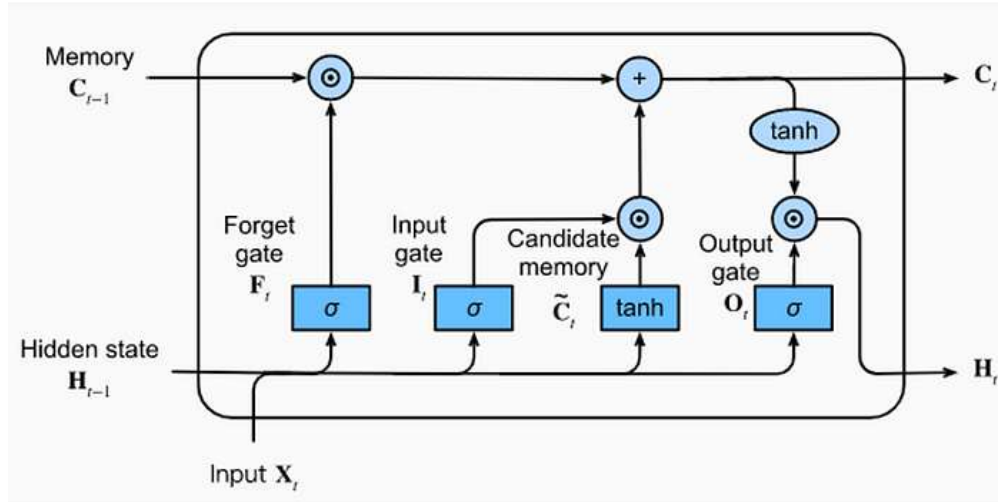 Memory
C_{t-1}
⊙
+
C_t
tanh
⊙
⊙
Forget
gate
F_t
Input
gate
I_t
Candidate
memory
C̃_t
Output
gate
O_t
σ
σ
tanh
σ
Hidden state
H_{t-1}
H_t
Input X_t